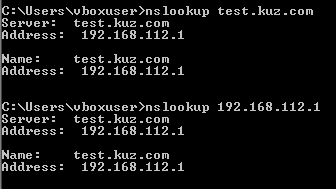 C:\Users\vboxuser>nslookup test.kuz.com
Server:  test.kuz.com
Address:  192.168.112.1
Name:    test.kuz.com
Address:  192.168.112.1
C:\Users\vboxuser>nslookup 192.168.112.1
Server:  test.kuz.com
Address:  192.168.112.1
Name:    test.kuz.com
Address:  192.168.112.1